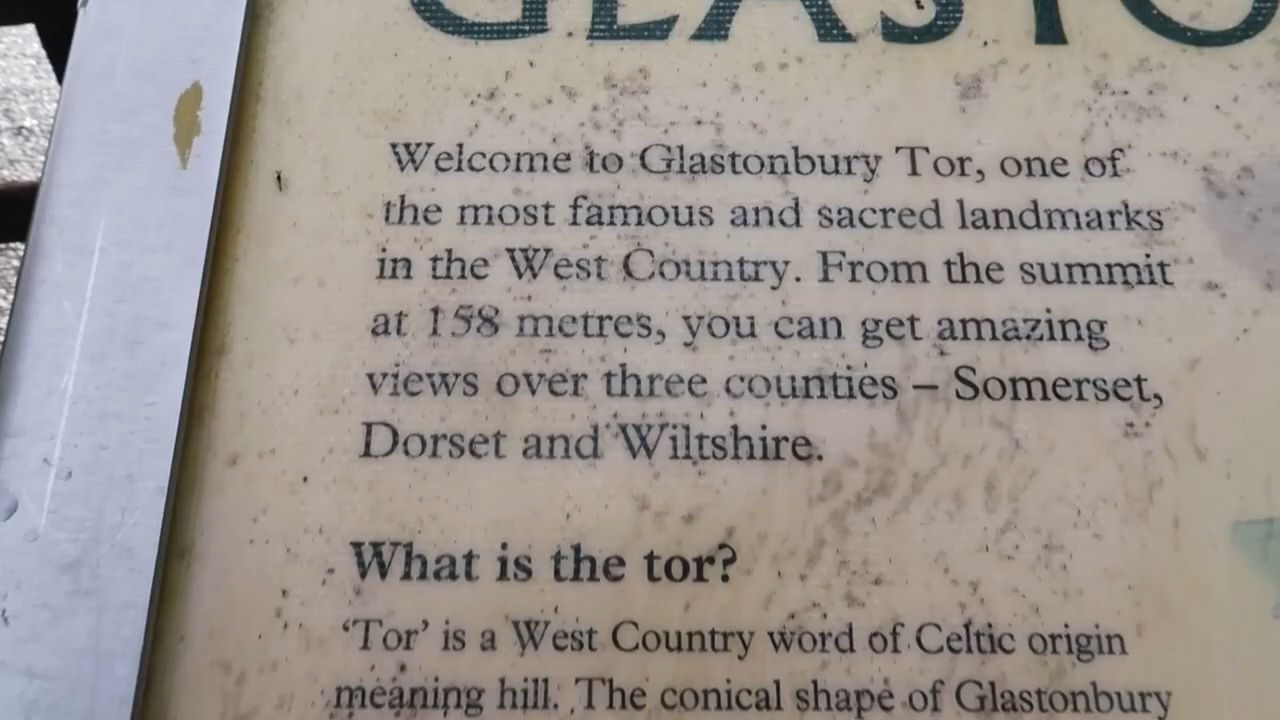 GLASTO
Welcome to Glastonbury Tor, one of
the most famous and sacred landmarks
in the West Country. From the summit
at 158 metres, you can get amazing
views over three counties – Somerset,
Dorset and Wiltshire.
What is the tor?
‘Tor’ is a West Country word of Celtic origin
meaning hill. The conical shape of Glastonbury